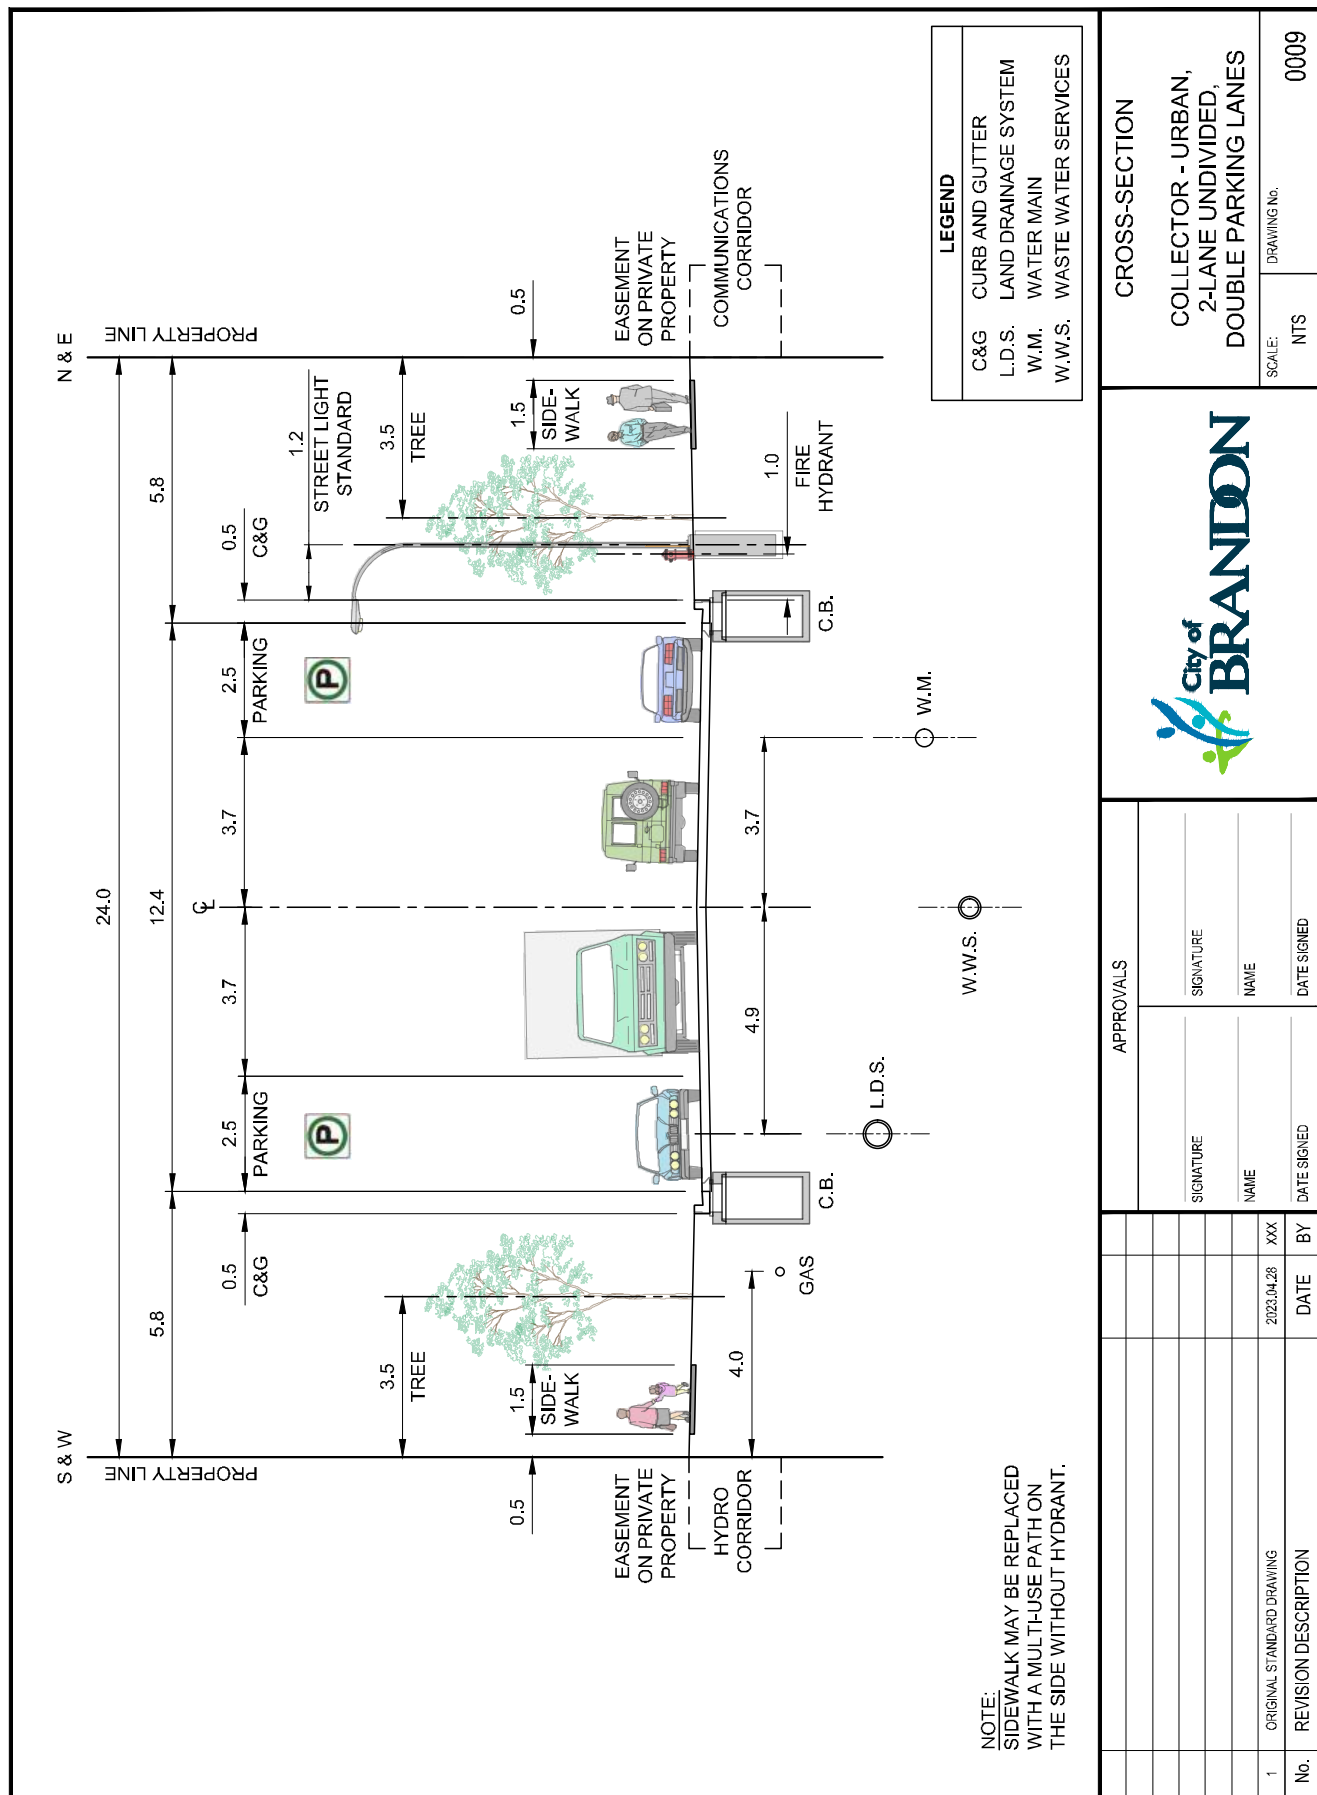 S & W
N & E
PROPERTY LINE
PROPERTY LINE
24.0
5.8
12.4
5.8
℄
0.5
C&G
2.5
PARKING
3.7
3.7
2.5
PARKING
0.5
C&G
1.2
STREET LIGHT
STANDARD
P
P
3.5
TREE
3.5
TREE
0.5
1.5
SIDE-
WALK
1.5
SIDE-
WALK
0.5
EASEMENT
ON PRIVATE
PROPERTY
EASEMENT
ON PRIVATE
PROPERTY
HYDRO
CORRIDOR
COMMUNICATIONS
CORRIDOR
4.0
GAS
4.9
3.7
1.0
FIRE
HYDRANT
C.B.
C.B.
L.D.S.
W.M.
W.W.S.
NOTE:
SIDEWALK MAY BE REPLACED
WITH A MULTI-USE PATH ON
THE SIDE WITHOUT HYDRANT.
LEGEND
C&G CURB AND GUTTER
L.D.S. LAND DRAINAGE SYSTEM
W.M. WATER MAIN
W.W.S. WASTE WATER SERVICES
1 ORIGINAL STANDARD DRAWING 2023.04.28 XXX
No. REVISION DESCRIPTION DATE BY
APPROVALS
SIGNATURE
SIGNATURE
NAME
NAME
DATE SIGNED
DATE SIGNED
City of
BRANDON
CROSS-SECTION
COLLECTOR - URBAN,
2-LANE UNDIVIDED,
DOUBLE PARKING LANES
SCALE:
NTS
DRAWING No.
0009